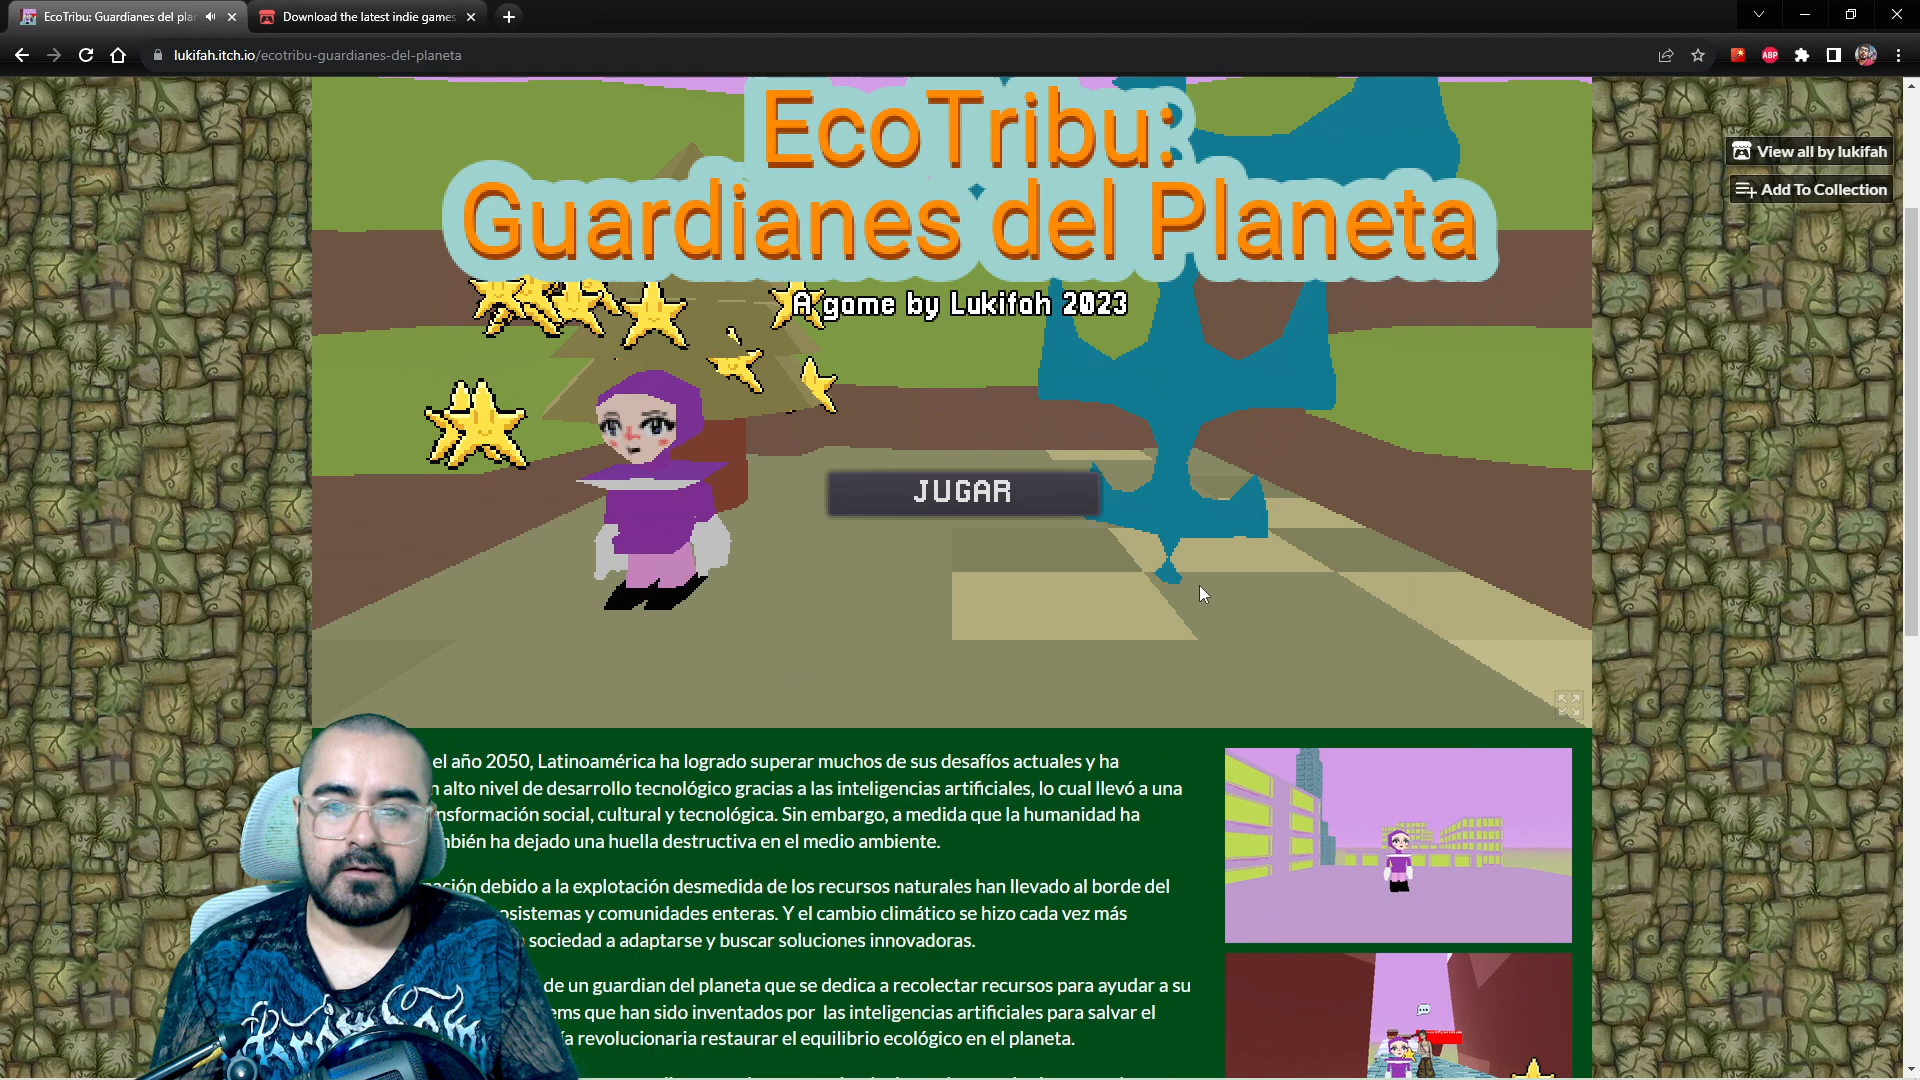 EcoTribu: Guardianes del pla
Download the latest indie games
lukifah.itch.io/ecotribu-guardianes-del-planeta
ABP
EcoTribu:
Guardianes del Planeta
A game by Lukifah 2023
View all by lukifah
Add To Collection
JUGAR
el año 2050, Latinoamérica ha logrado superar muchos de sus desafíos actuales y ha
alto nivel de desarrollo tecnológico gracias a las inteligencias artificiales, lo cual llevó a una
nsformación social, cultural y tecnológica. Sin embargo, a medida que la humanidad ha
mbién ha dejado una huella destructiva en el medio ambiente.
ación debido a la explotación desmedida de los recursos naturales han llevado al borde del
osistemas y comunidades enteras. Y el cambio climático se hizo cada vez más
sociedad a adaptarse y buscar soluciones innovadoras.
de un guardian del planeta que se dedica a recolectar recursos para ayudar a su
ems que han sido inventados por las inteligencias artificiales para salvar el
ía revolucionaria restaurar el equilibrio ecológico en el planeta.